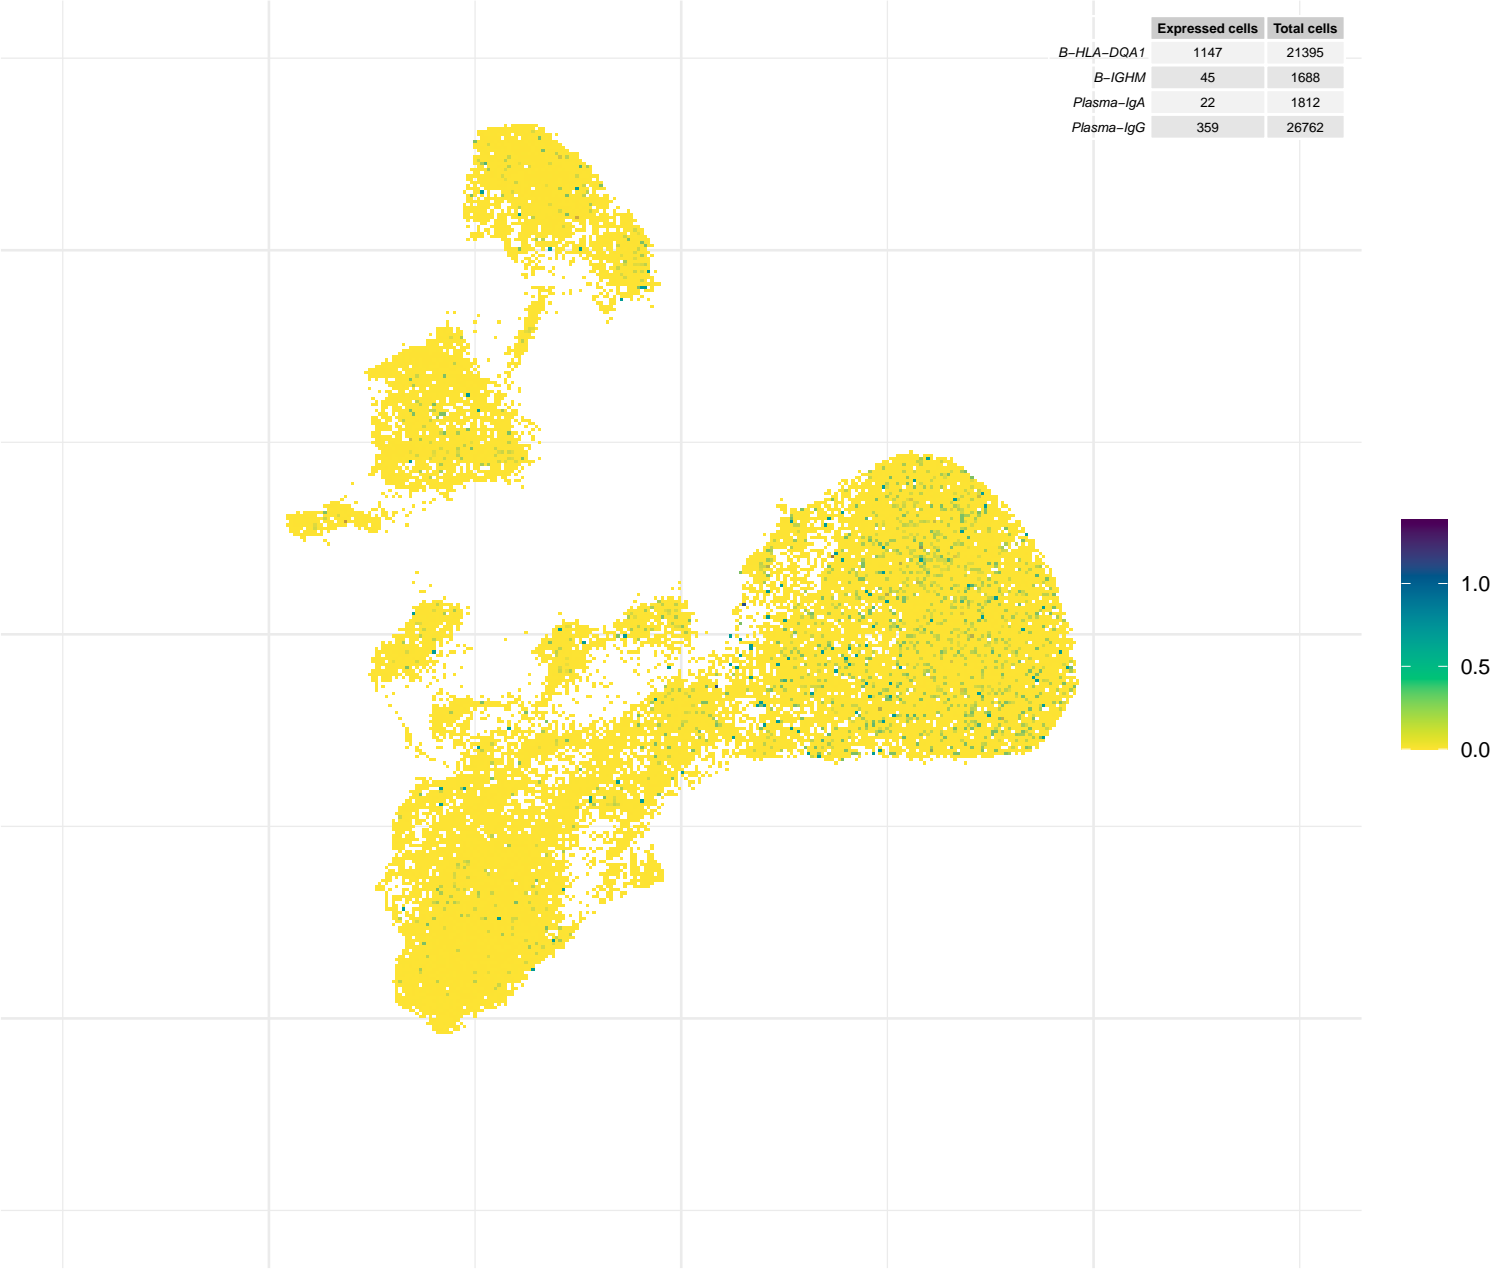 Expressed cells Total cells
B−HLA−DQA1 1147 21395
B−IGHM 45 1688
Plasma−IgA 22 1812
Plasma−IgG 359 26762
1.0
0.5
0.0